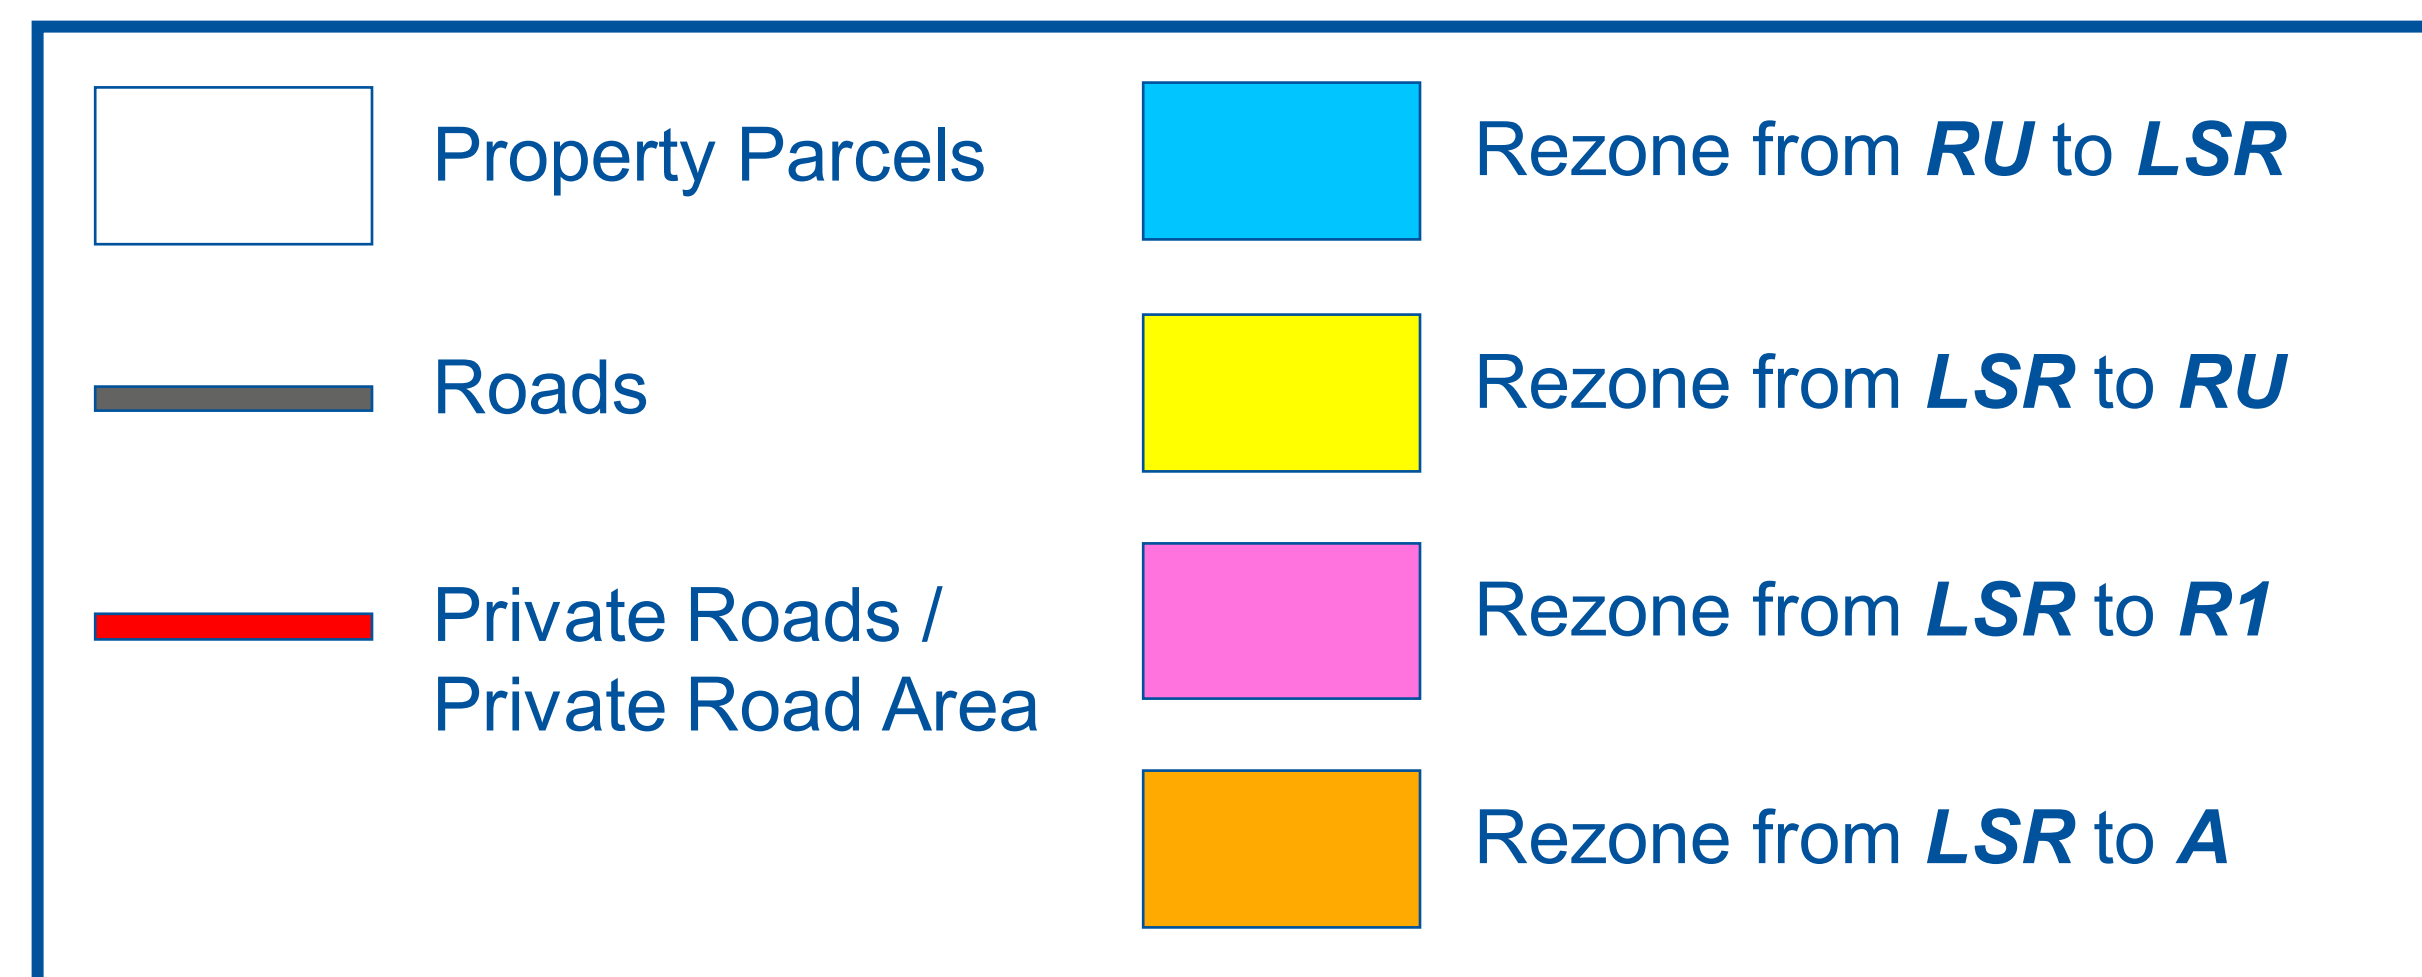 Property Parcels
Roads
Private Roads /
Private Road Area
Rezone from RU to LSR
Rezone from LSR to RU
Rezone from LSR to R1
Rezone from LSR to A